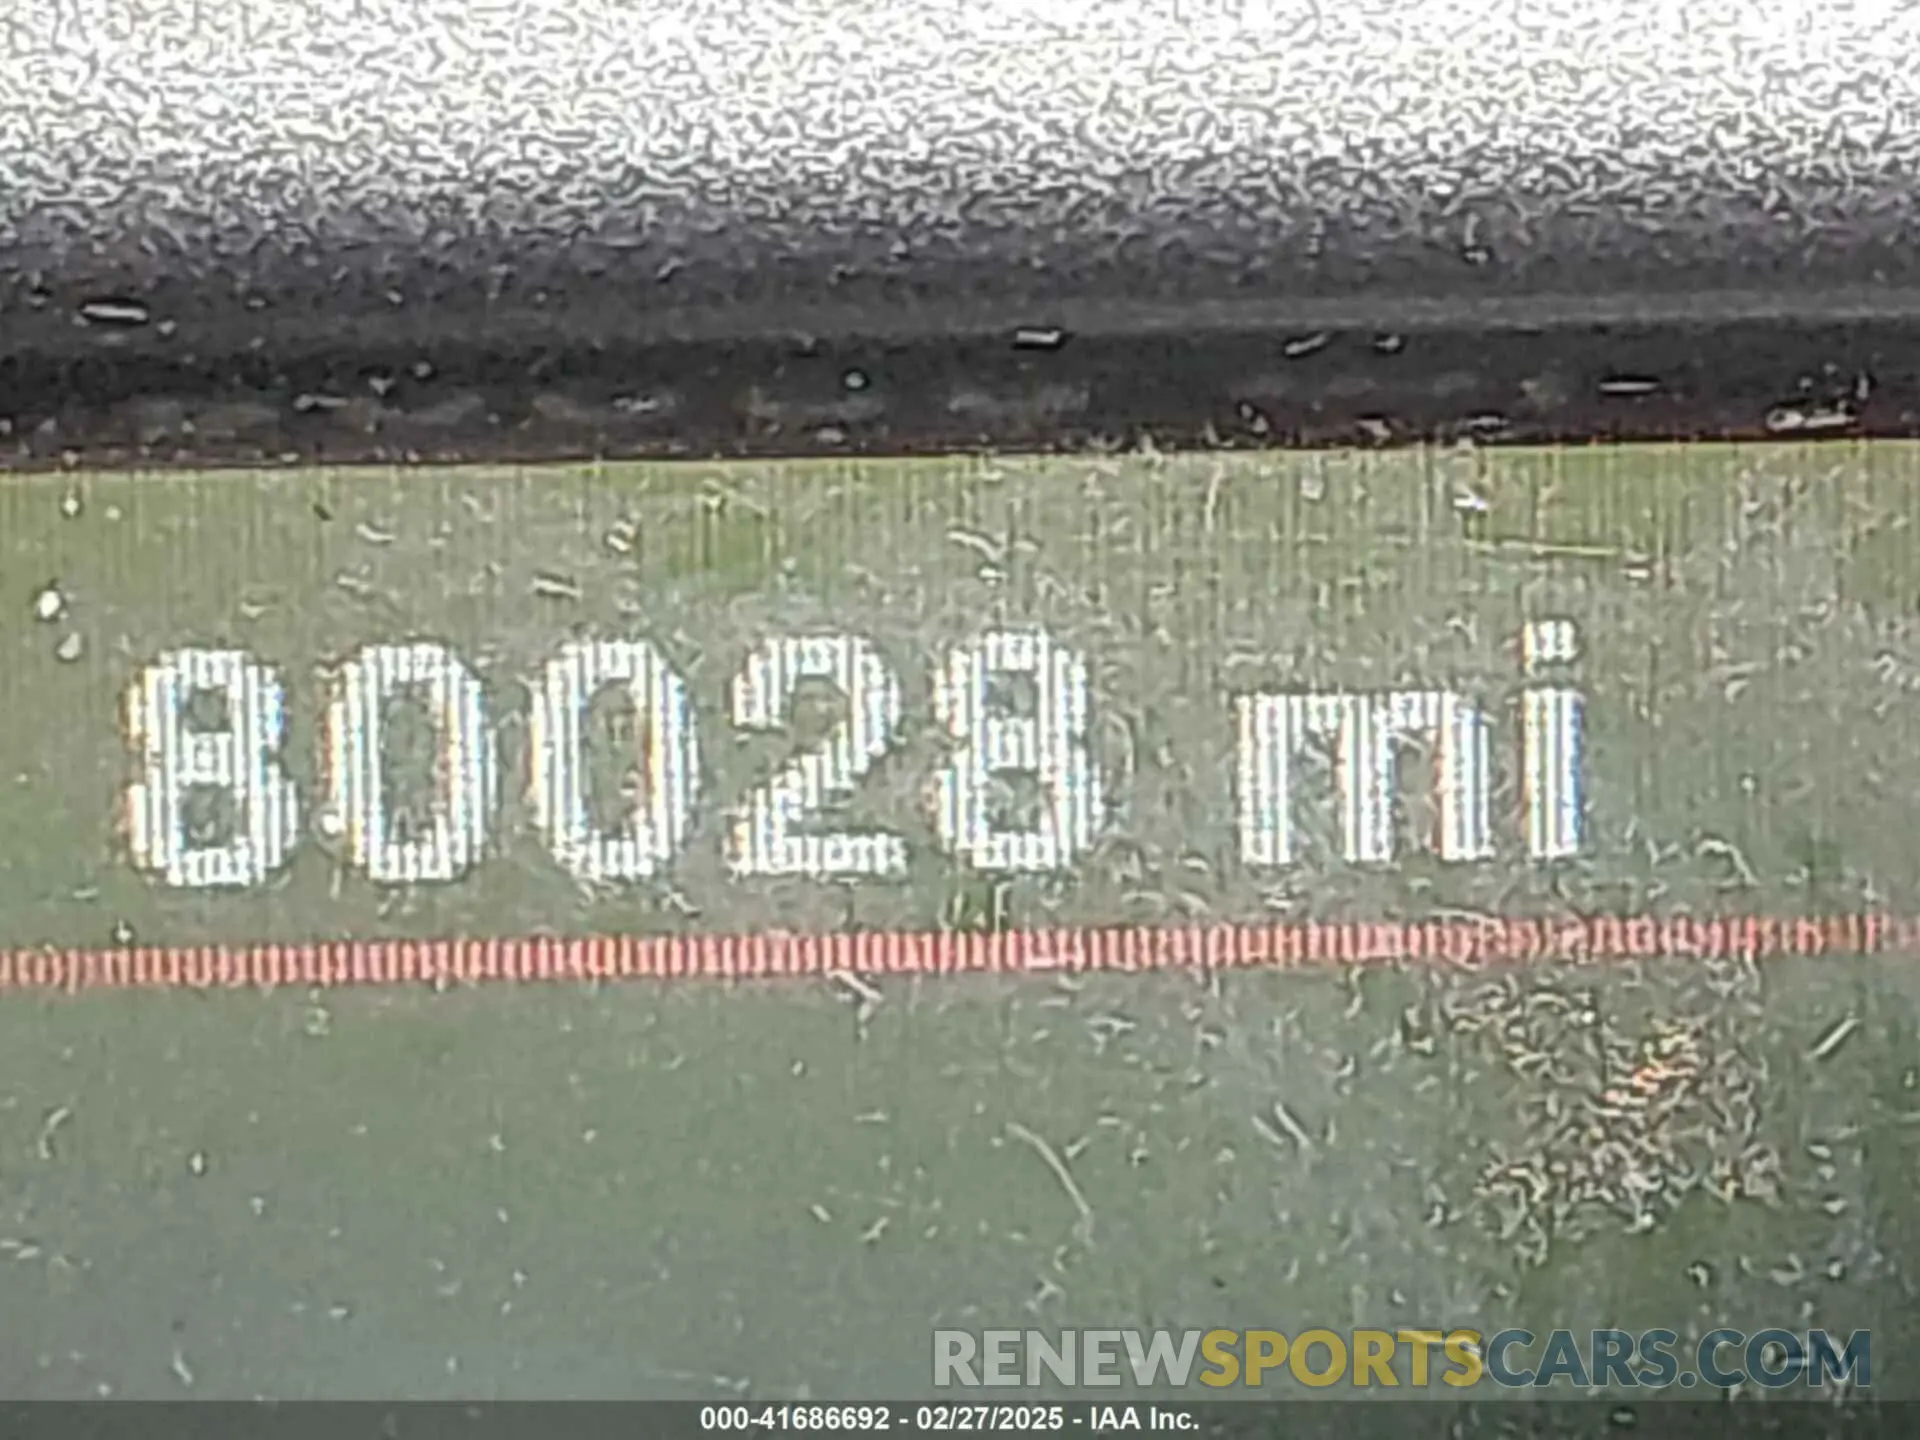 80028 mi
RENEWSPORTSCARS.COM
000-41686692 - 02/27/2025 - IAA Inc.